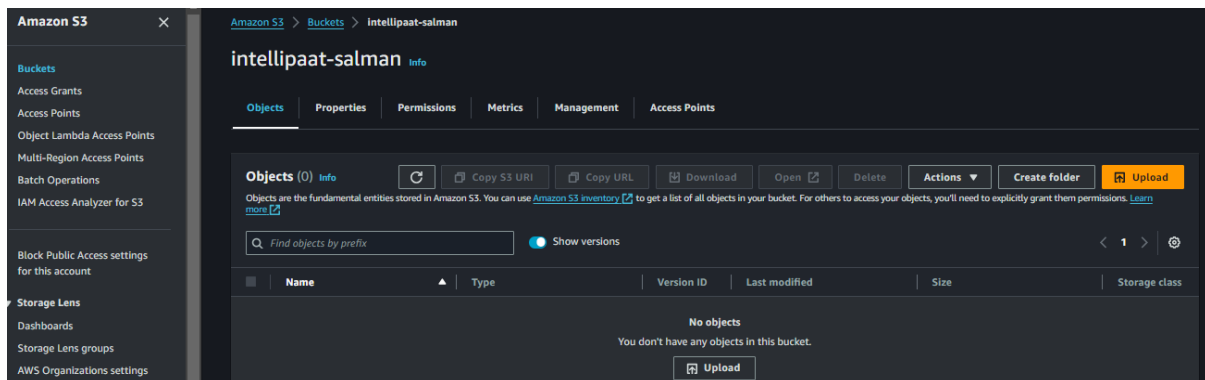 Amazon S3
Buckets
Access Grants
Access Points
Object Lambda Access Points
Multi-Region Access Points
Batch Operations
IAM Access Analyzer for S3
Block Public Access settings
for this account
Storage Lens
Dashboards
Storage Lens groups
AWS Organizations settings
Amazon S3 > Buckets > intellipaat-salman
intellipaat-salman Info
Objects Properties Permissions Metrics Management Access Points
Objects (0) Info Copy S3 URI Copy URL Download Open Delete Actions Create folder Upload
Objects are the fundamental entities stored in Amazon S3. You can use Amazon S3 inventory to get a list of all objects in your bucket. For others to access your objects, you'll need to explicitly grant them permissions. Learn
more
Find objects by prefix Show versions 1
Name Type Version ID Last modified Size Storage class
No objects
You don't have any objects in this bucket.
Upload